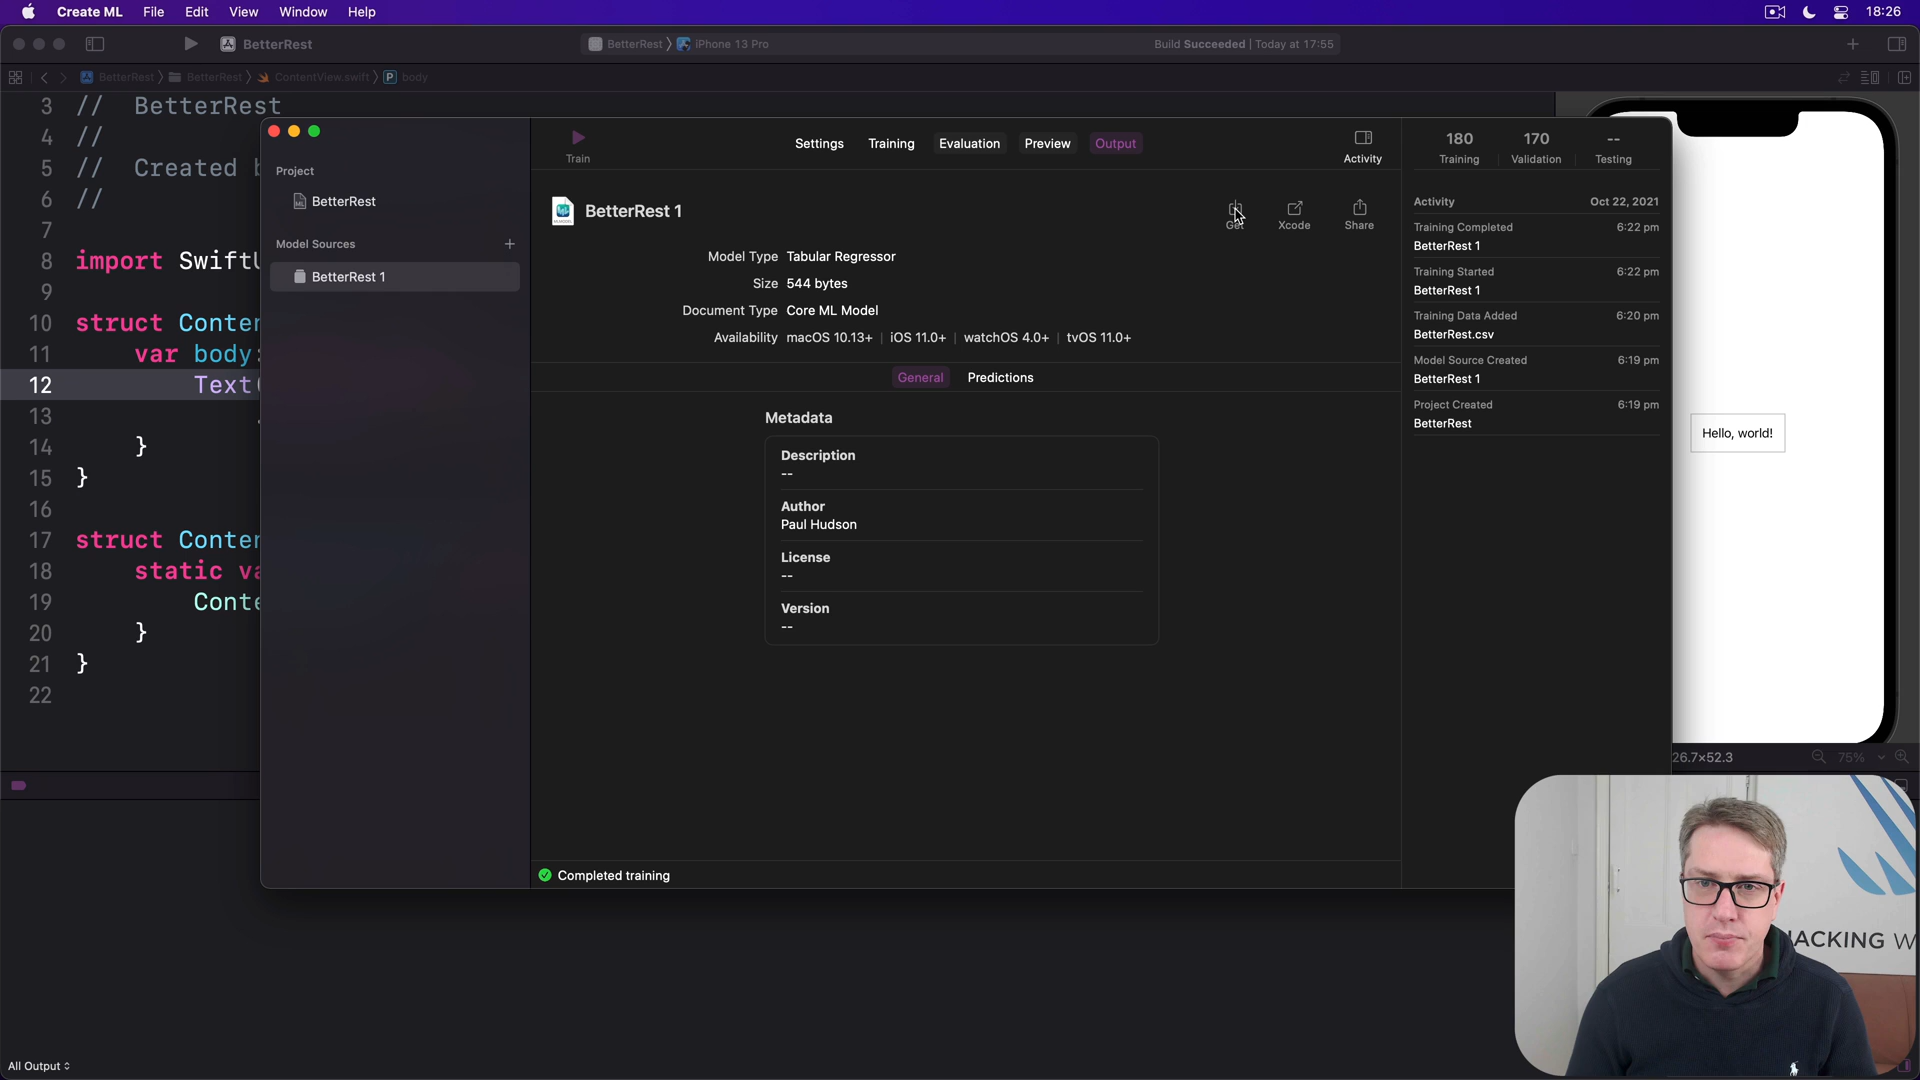 Create ML File Edit View Window Help 18:26
BetterRest BetterRest iPhone 13 Pro Build Succeeded | Today at 17:55
BetterRest BetterRest ContentView.swift P body
3 // BetterRest
4 //
5 // Created
6 //
7
8 import
9
10 struct
11 var body:
12 Text(
13
14 }
15 }
16
17 struct
18 static
19
20 }
21 }
22
Project
BetterRest
Model Sources
BetterRest 1
Train
Settings Training Evaluation Preview Output
Activity
BetterRest 1
Get Xcode Share
Model Type Tabular Regressor
Size 544 bytes
Document Type Core ML Model
Availability macOS 10.13+ | iOS 11.0+ | watchOS 4.0+ | tvOS 11.0+
General Predictions
Metadata
Description
--
Author
Paul Hudson
License
--
Version
--
Completed training
180 170 --
Training Validation Testing
Activity Oct 22, 2021
Training Completed 6:22 pm
BetterRest 1
Training Started 6:22 pm
BetterRest 1
Training Data Added 6:20 pm
BetterRest.csv
Model Source Created 6:19 pm
BetterRest 1
Project Created 6:19 pm
BetterRest
Hello, world!
26.7×52.3 75%
HACKING W
All Output